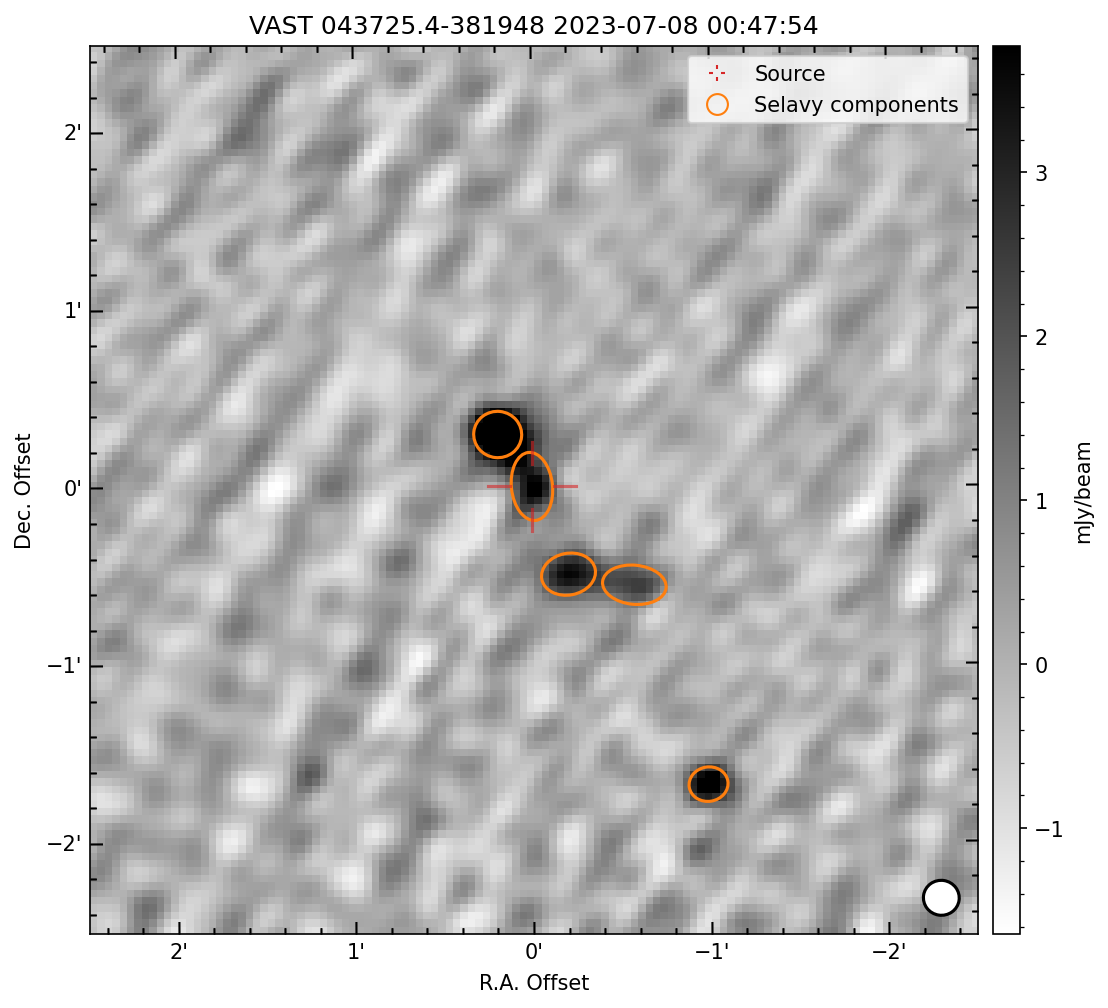 VAST 043725.4-381948 2023-07-08 00:47:54
Source
Selavy components
2'
1'
0'
−1'
−2'
Dec. Offset
2'
1'
0'
−1'
−2'
R.A. Offset
3
2
1
0
−1
mJy/beam